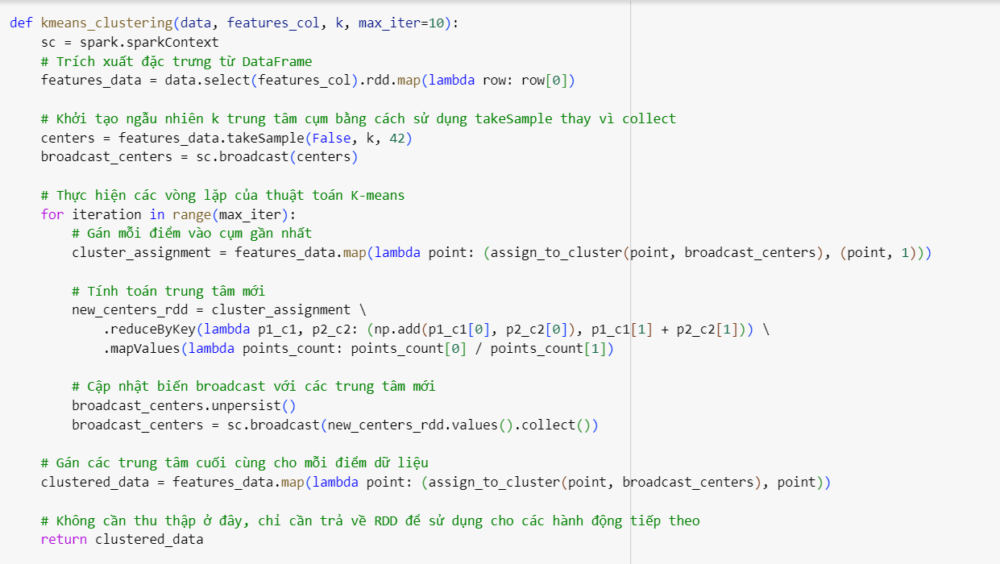 def kmeans_clustering(data, features_col, k, max_iter=10):
    sc = spark.sparkContext
    # Trích xuất đặc trưng từ DataFrame
    features_data = data.select(features_col).rdd.map(lambda row: row[0])

    # Khởi tạo ngẫu nhiên k trung tâm cụm bằng cách sử dụng takeSample thay vì collect
    centers = features_data.takeSample(False, k, 42)
    broadcast_centers = sc.broadcast(centers)

    # Thực hiện các vòng lặp của thuật toán K-means
    for iteration in range(max_iter):
        # Gán mỗi điểm vào cụm gần nhất
        cluster_assignment = features_data.map(lambda point: (assign_to_cluster(point, broadcast_centers), (point, 1)))

        # Tính toán trung tâm mới
        new_centers_rdd = cluster_assignment \
            .reduceByKey(lambda p1_c1, p2_c2: (np.add(p1_c1[0], p2_c2[0]), p1_c1[1] + p2_c2[1])) \
            .mapValues(lambda points_count: points_count[0] / points_count[1])

        # Cập nhật biến broadcast với các trung tâm mới
        broadcast_centers.unpersist()
        broadcast_centers = sc.broadcast(new_centers_rdd.values().collect())

    # Gán các trung tâm cuối cùng cho mỗi điểm dữ liệu
    clustered_data = features_data.map(lambda point: (assign_to_cluster(point, broadcast_centers), point))

    # Không cần thu thập ở đây, chỉ cần trả về RDD để sử dụng cho các hành động tiếp theo
    return clustered_data